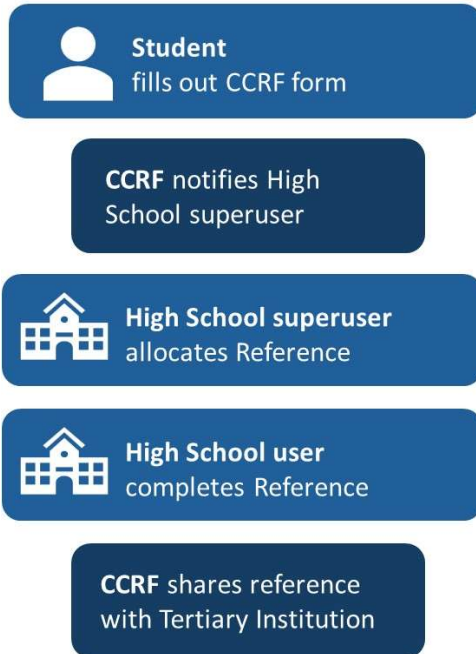 Student
fills out CCRF form
CCRF notifies High
School superuser
High School superuser
allocates Reference
High School user
completes Reference
CCRF shares reference
with Tertiary Institution